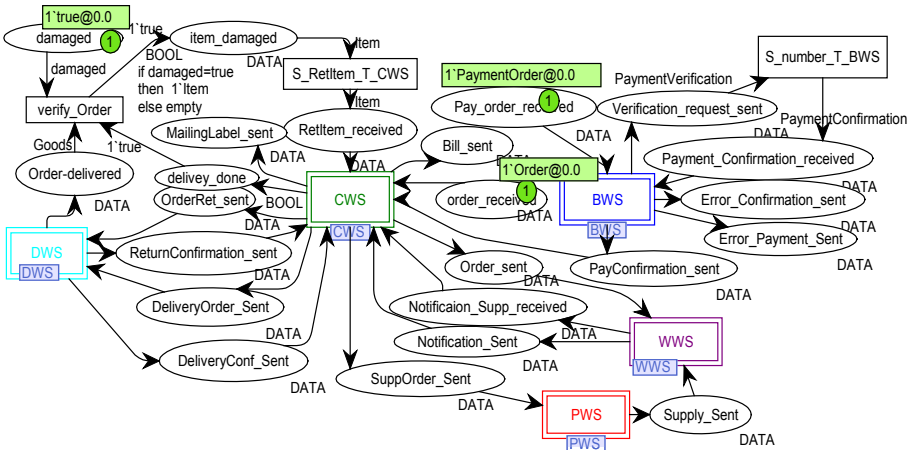 1`true@0.0
damaged
1
1`true
item_damaged
Item
BOOL
DATA
damaged
if damaged=true
then 1`Item
else empty
S_RetItem_T_CWS
S_number_T_BWS
1`PaymentOrder@0.0
1
PaymentVerification
verify_Order
Item
Pay_order_received
Verification_request_sent
MailingLabel_sent
RetItem_received
DATA
DATA
PaymentConfirmation
Goods
1`true
DATA
Bill_sent
Payment_Confirmation_received
Order-delivered
delivey_done
DATA
DATA
1`Order@0.0
1
DATA
OrderRet_sent
BOOL
CWS
order_received
BWS
Error_Confirmation_sent
DATA
DATA
DATA
DATA
CWS
BWS
Error_Payment_Sent
DATA
DWS
DWS
ReturnConfirmation_sent
Order_sent
PayConfirmation_sent
DATA
DATA
DATA
DATA
DeliveryOrder_Sent
Notificaion_Supp_received
DATA
DATA
Notification_Sent
WWS
WWS
DeliveryConf_Sent
DATA
DATA
SuppOrder_Sent
DATA
PWS
PWS
Supply_Sent
DATA